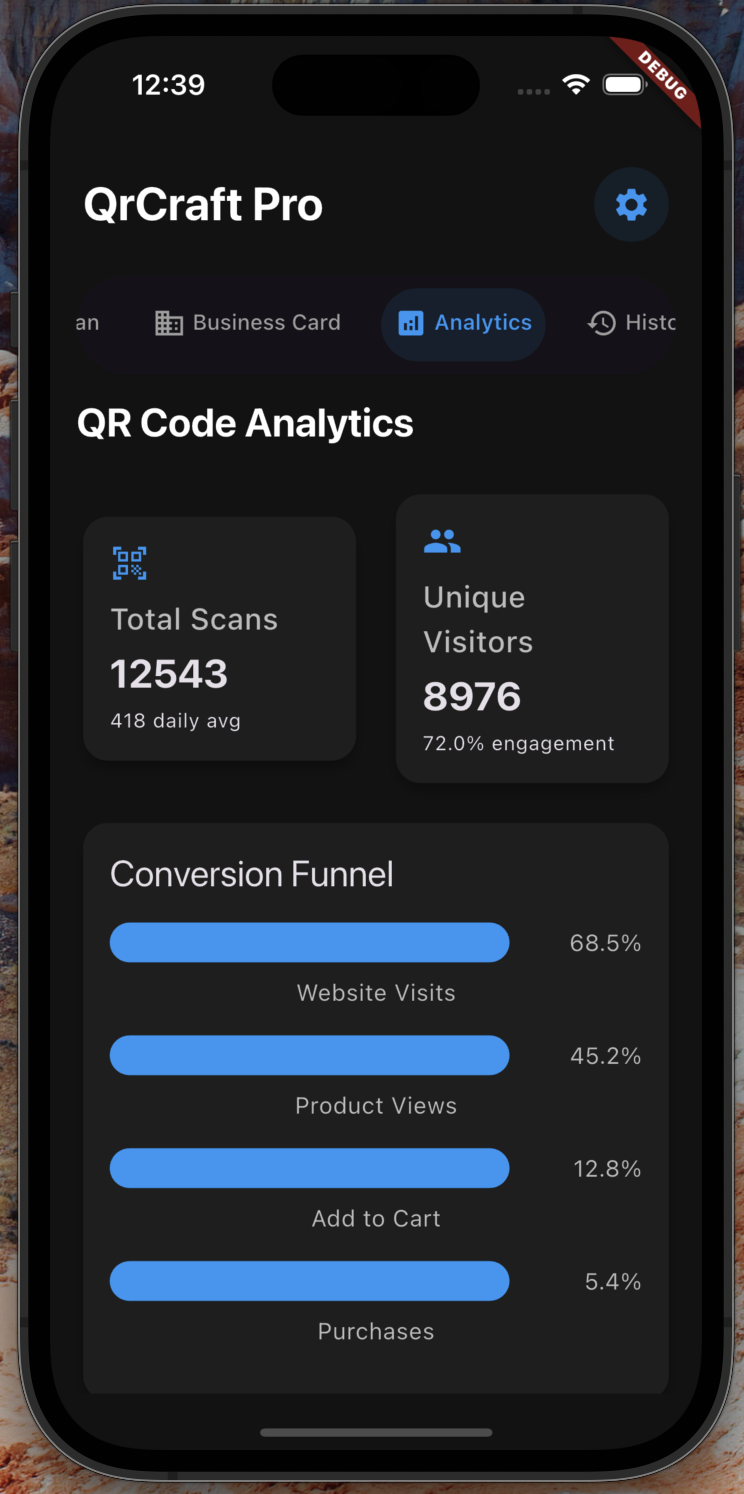 12:39
DEBUG
QrCraft Pro
an
Business Card
Analytics
Histo
QR Code Analytics
Total Scans
12543
418 daily avg
Unique
Visitors
8976
72.0% engagement
Conversion Funnel
68.5%
Website Visits
45.2%
Product Views
12.8%
Add to Cart
5.4%
Purchases